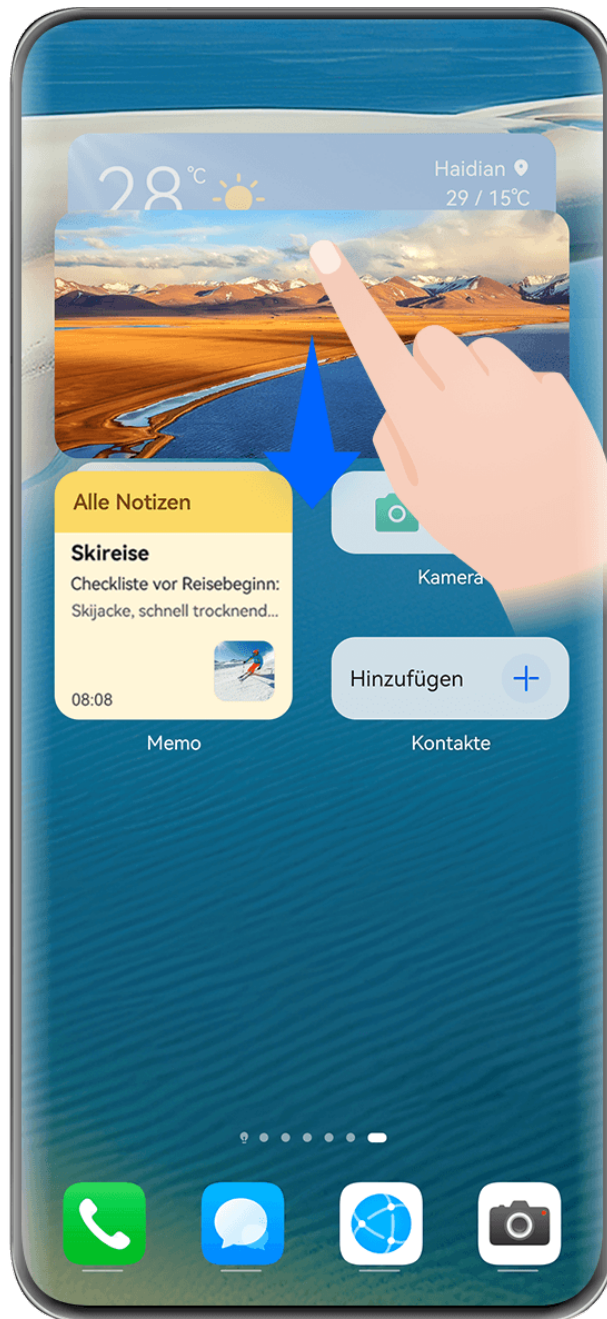 28°C
Haidian
29 / 15°C
Alle Notizen
Skireise
Checkliste vor Reisebeginn:
Skijacke, schnell trocknend...
08:08
Kamera
Hinzufügen
Memo
Kontakte